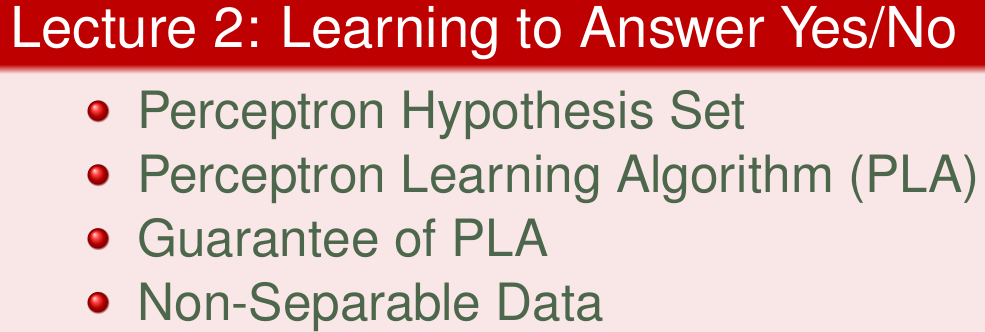 Lecture 2: Learning to Answer Yes/No
Perceptron Hypothesis Set
Perceptron Learning Algorithm (PLA)
Guarantee of PLA
Non-Separable Data